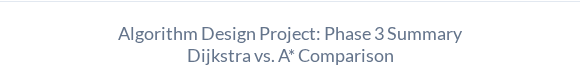 Algorithm Design Project: Phase 3 Summary
Dijkstra vs. A* Comparison